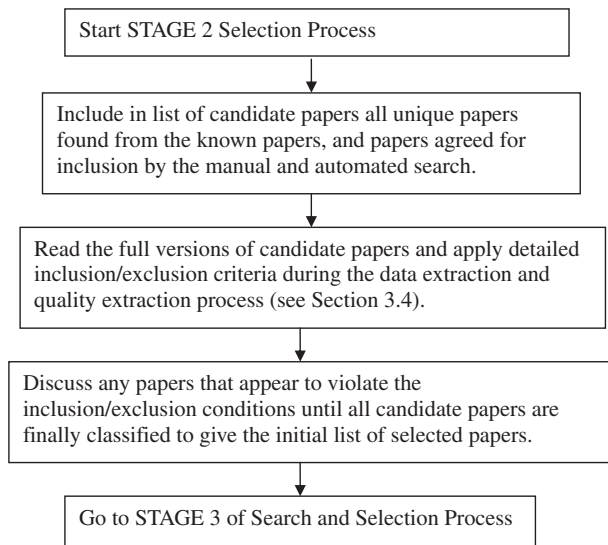 Start STAGE 2 Selection Process
Include in list of candidate papers all unique papers
found from the known papers, and papers agreed for
inclusion by the manual and automated search.
Read the full versions of candidate papers and apply detailed
inclusion/exclusion criteria during the data extraction and
quality extraction process (see Section 3.4).
Discuss any papers that appear to violate the
inclusion/exclusion conditions until all candidate papers are
finally classified to give the initial list of selected papers.
Go to STAGE 3 of Search and Selection Process